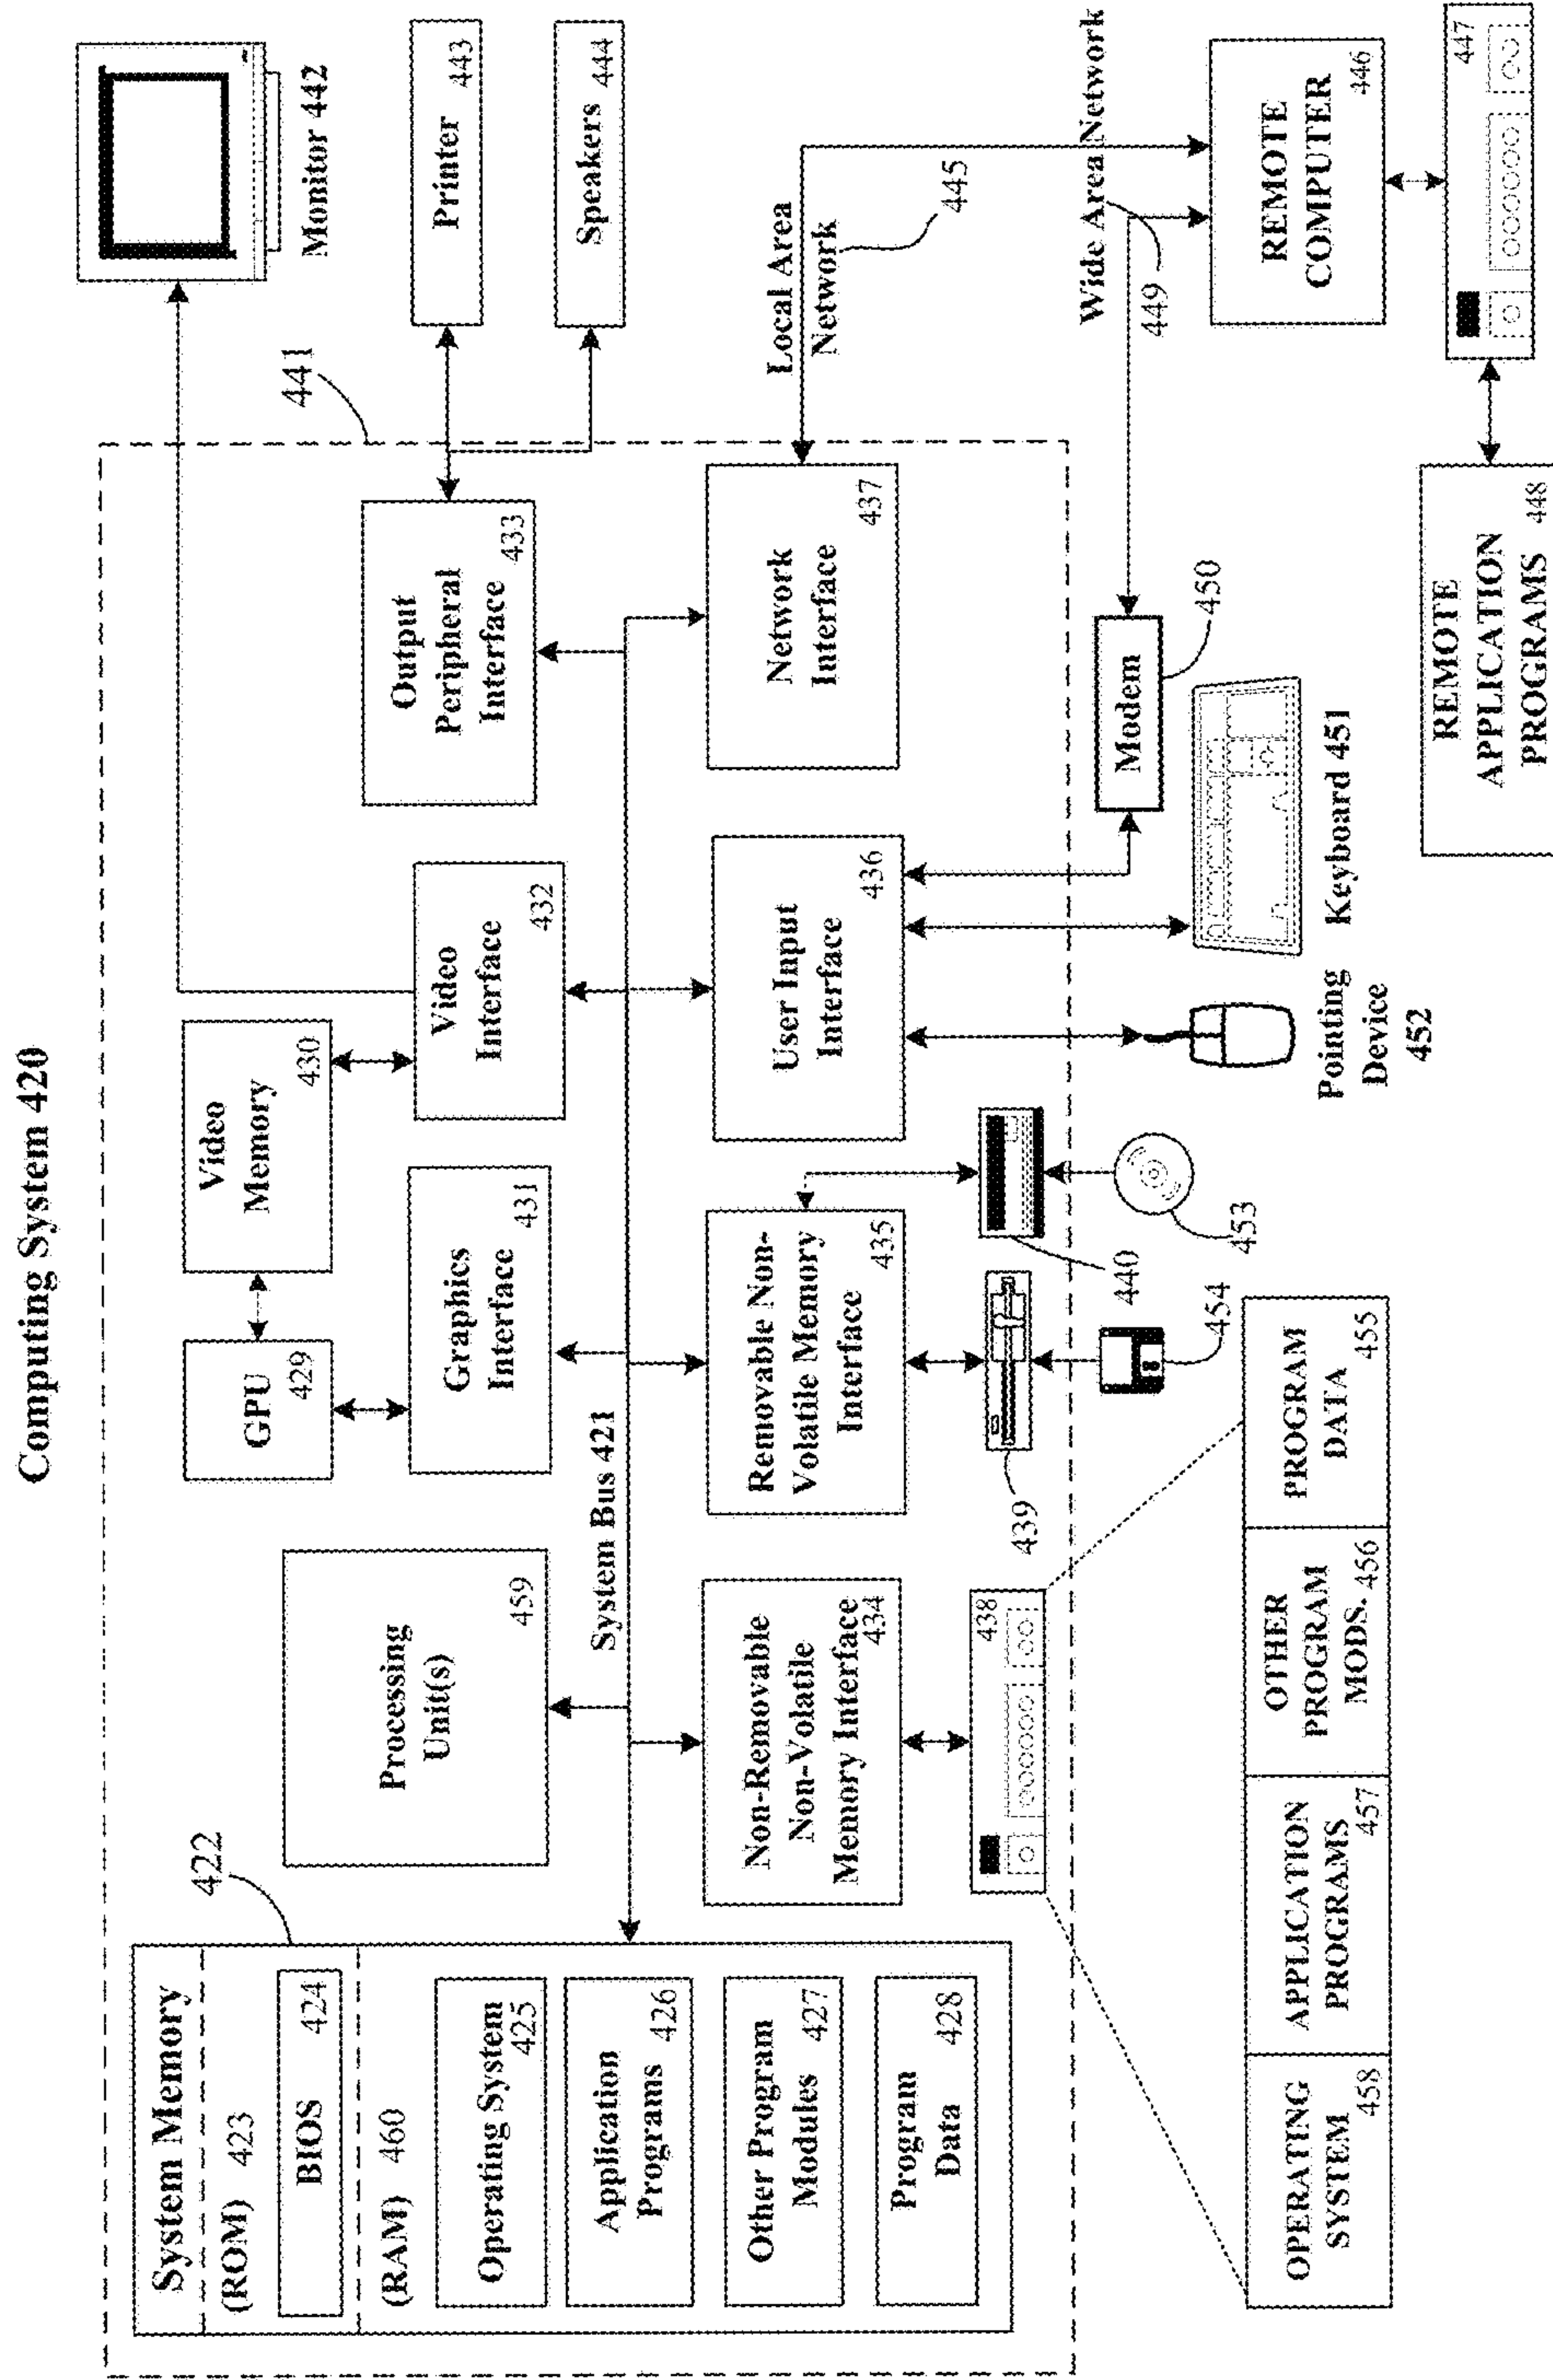 Computing System 420
System Memory
(ROM) 423
BIOS 424
(RAM) 460
Operating System
425
Application
Programs 426
Other Program
Modules 427
Program
Data 428
422
Processing
Unit(s)
459
GPU
429
Video
Memory
430
Graphics
Interface
431
Video
Interface
432
Output
Peripheral
Interface 433
441
Monitor 442
Printer
443
Speakers
444
System Bus 421
Non-Removable
Non-Volatile
Memory Interface
434
Removable Non-
Volatile Memory
Interface
435
User Input
Interface
436
Network
Interface
437
Local Area
Network
445
438
439
440
454
453
Modem
450
Wide Area Network
449
Pointing
Device
452
Keyboard 451
REMOTE
COMPUTER
446
447
OPERATING
SYSTEM 458
APPLICATION
PROGRAMS
457
OTHER
PROGRAM
MODS. 456
PROGRAM
DATA
455
REMOTE
APPLICATION
PROGRAMS 448